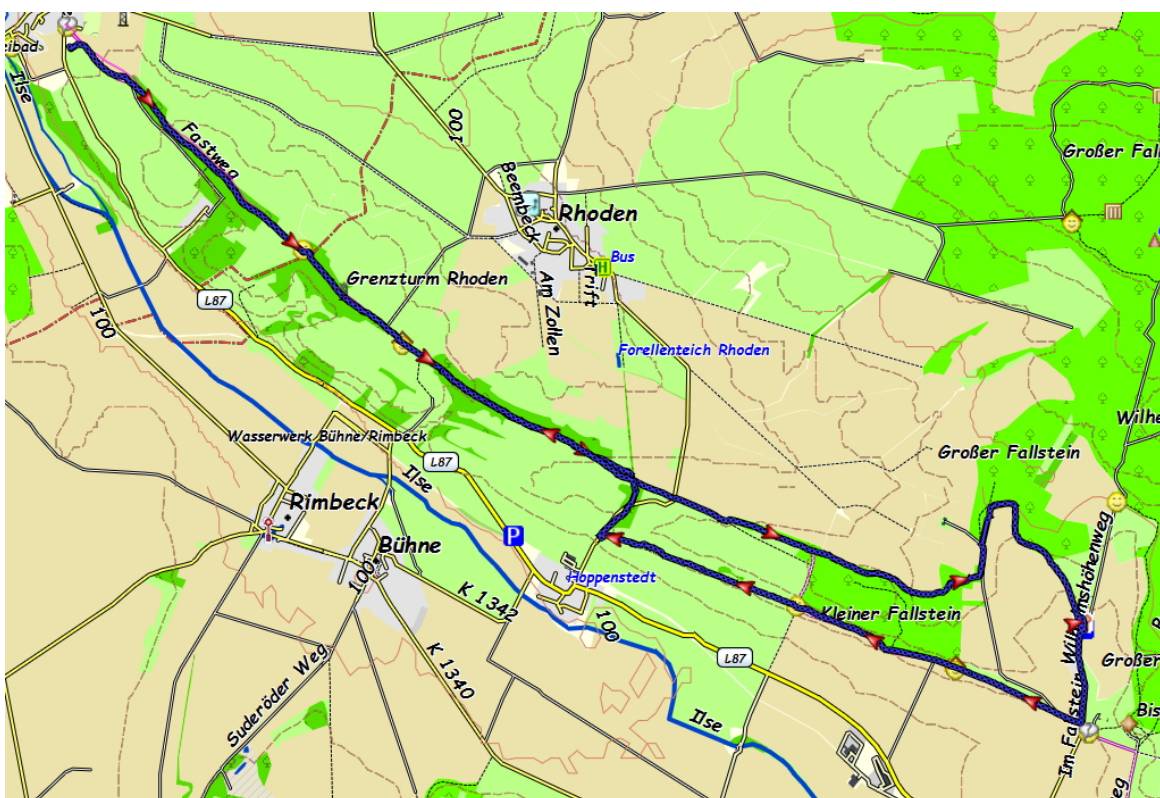 eibad
Ilse
Fastweg
100
Beembeck
Rhoden
Bus
Trift
Am Zollen
Grenzturm Rhoden
Forellenteich Rhoden
L87
100
Großer Fal
Wilhe
Großer Fallstein
Wasserwerk Bühne/Rimbeck
L87
Ilse
Rimbeck
P
Bühne
100
K 1342
Hoppenstedt
100
K 1340
Suderöder Weg
L87
Ilse
Kleiner Fallstein
Im Fallstein
Großer
Bis
eg
H